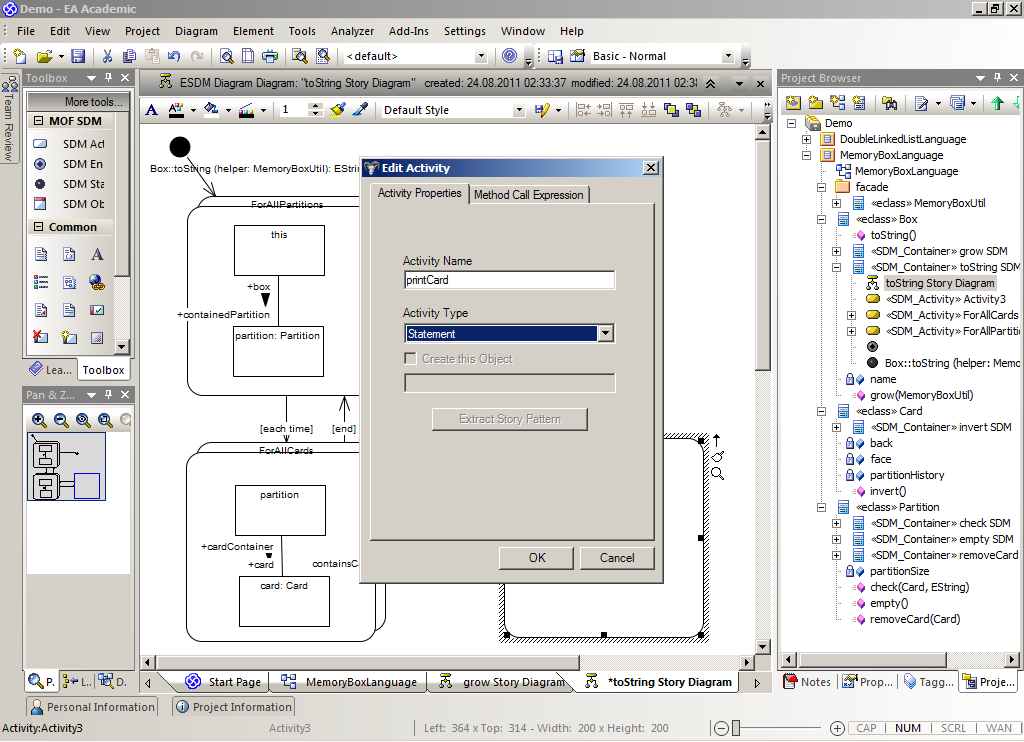 Demo - EA Academic
File Edit View Project Diagram Element Tools Analyzer Add-Ins Settings Window Help
<default>
Basic - Normal
Team Review
Toolbox
More tools...
MOF SDM
SDM Act
SDM En
SDM Sta
SDM Ob
Common
Lea...
Toolbox
Pan & Z...
P.
L..
D.
ESDM Diagram Diagram: "toString Story Diagram" created: 24.08.2011 02:33:37 modified: 24.08.2011 02:3
A
1
Default Style
Box::toString (helper: MemoryBoxUtil): EStrin
ForAllPartitions
this
+box
+containedPartition
partition: Partition
[each time]
[end]
ForAllCards
partition
+cardContainer
+card
containsCa
card: Card
Edit Activity
Activity Properties
Method Call Expression
Activity Name
printCard
Activity Type
Statement
Create this Object
Extract Story Pattern
OK
Cancel
Start Page
MemoryBoxLanguage
grow Story Diagram
*toString Story Diagram
Project Browser
Demo
DoubleLinkedListLanguage
MemoryBoxLanguage
MemoryBoxLanguage
facade
«eclass» MemoryBoxUtil
«eclass» Box
toString()
«SDM_Container» grow SDM
«SDM_Container» toString SDM
toString Story Diagram
«SDM_Activity» Activity3
«SDM_Activity» ForAllCards
«SDM_Activity» ForAllPartiti
Box::toString (helper: Memo
name
grow(MemoryBoxUtil)
«eclass» Card
«SDM_Container» invert SDM
back
face
partitionHistory
invert()
«eclass» Partition
«SDM_Container» check SDM
«SDM_Container» empty SDM
«SDM_Container» removeCard
partitionSize
check(Card, EString)
empty()
removeCard(Card)
Notes
Prop...
Tagg...
Proje...
Personal Information
Project Information
Activity:Activity3
Activity3
Left: 364 x Top: 314 - Width: 200 x Height: 200
CAP
NUM
SCRL
WAN